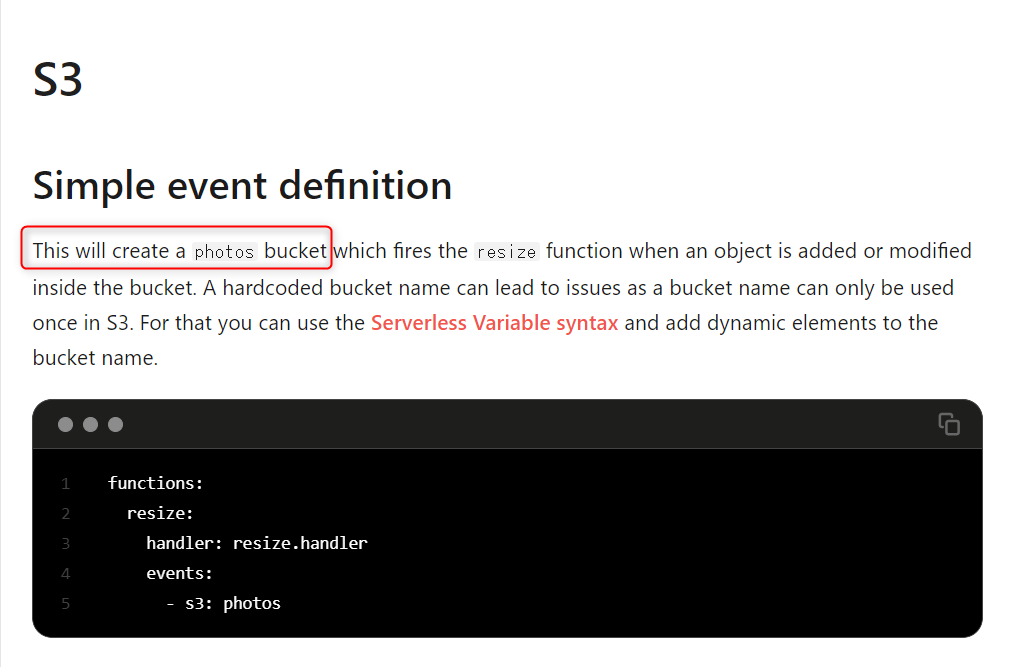 S3
Simple event definition
This will create a photos bucket which fires the resize function when an object is added or modified
inside the bucket. A hardcoded bucket name can lead to issues as a bucket name can only be used
once in S3. For that you can use the Serverless Variable syntax and add dynamic elements to the
bucket name.
1 functions:
2 resize:
3 handler: resize.handler
4 events:
5 - s3: photos